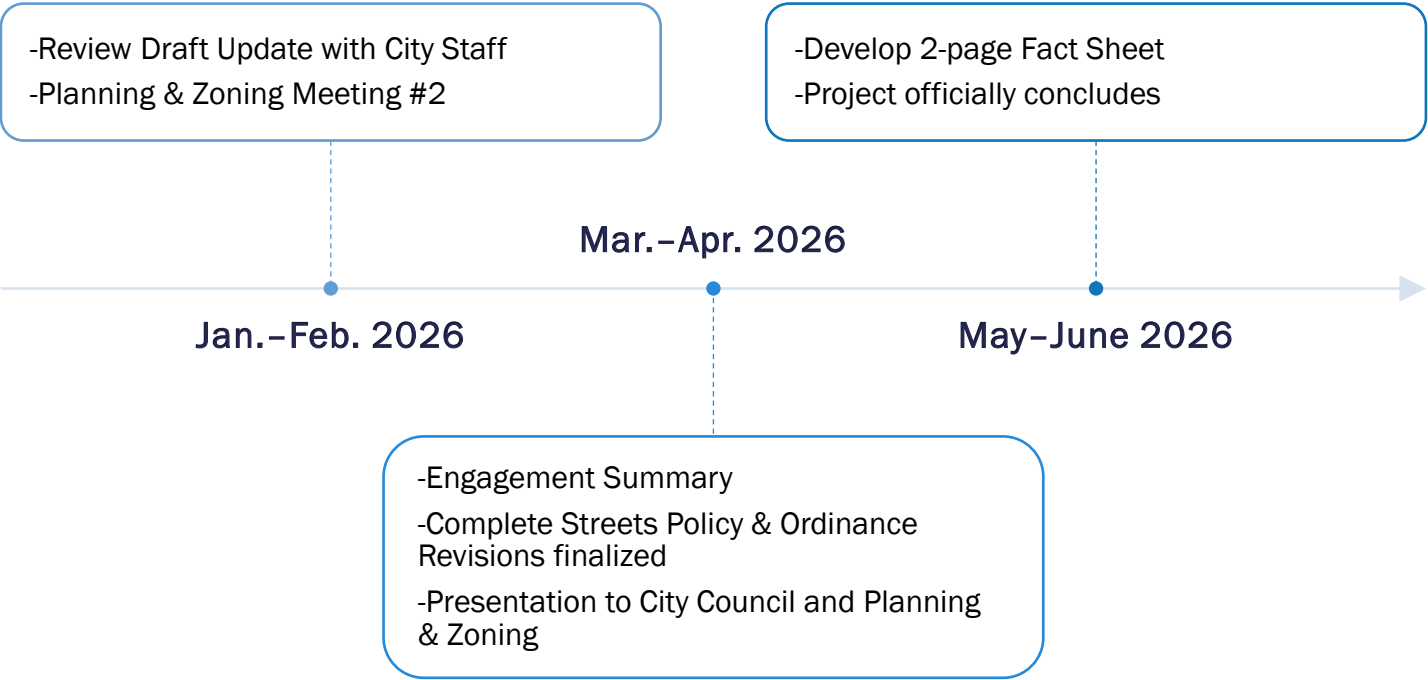 -Review Draft Update with City Staff
-Planning & Zoning Meeting #2
-Develop 2-page Fact Sheet
-Project officially concludes
Mar.–Apr. 2026
Jan.–Feb. 2026
May–June 2026
-Engagement Summary
-Complete Streets Policy & Ordinance
Revisions finalized
-Presentation to City Council and Planning
& Zoning